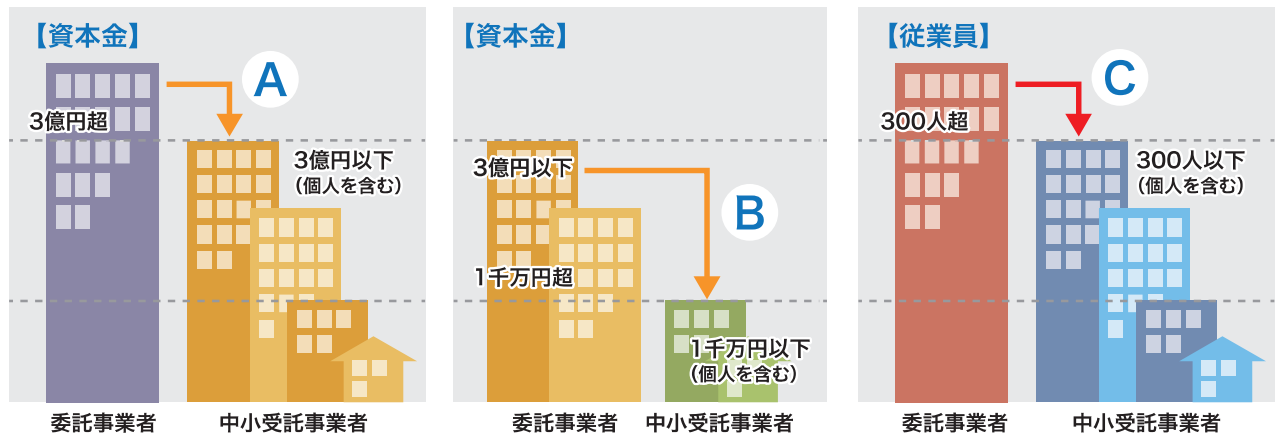 【資本金】
A
3億円超
3億円以下
(個人を含む)
委託事業者
中小受託事業者
【資本金】
3億円以下
B
1千万円超
1千万円以下
(個人を含む)
委託事業者
中小受託事業者
【従業員】
C
300人超
300人以下
(個人を含む)
委託事業者
中小受託事業者